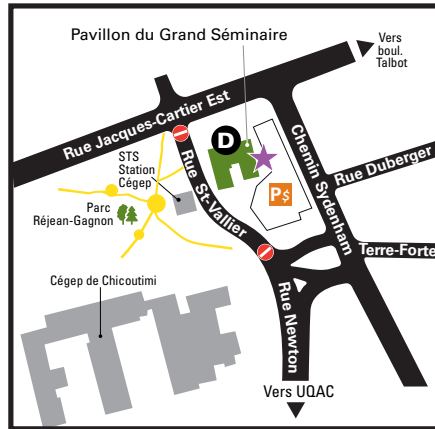 Pavillon du Grand Séminaire
Vers
boul.
Talbot
Rue Jacques-Cartier Est
D
STS
Station
Cégep
Rue St-Vallier
Chemin Sydenham
Rue Duberger
P$
Parc
Réjean-Gagnon
Terre-Forte
Cégep de Chicoutimi
Rue Newton
Vers UQAC